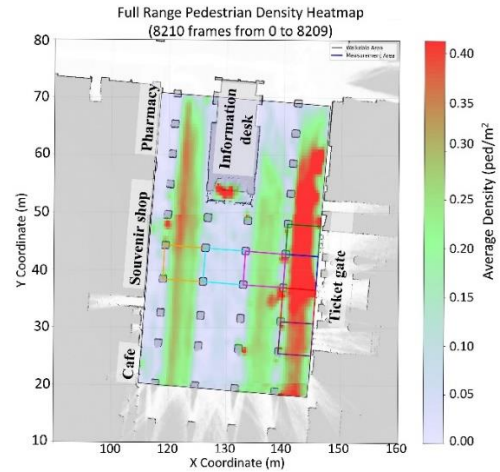 Full Range Pedestrian Density Heatmap
(8210 frames from 0 to 8209)
Walkable Area
Measurement Area
80
70
60
50
40
30
20
10
Y Coordinate (m)
100
120
130
140
150
160
X Coordinate (m)
Pharmacy
Information
desk
Souvenir shop
Ticket gate
Cafe
0.40
0.35
0.30
0.25
0.20
0.15
0.10
0.05
0.00
Average Density (ped/m²)